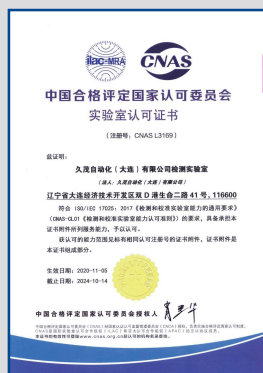 ilac-MRA
CNAS
中国合格评定国家认可委员会
实验室认可证书
（注册号：CNAS L3169）
兹证明：
久茂自动化（大连）有限公司检测实验室
（法人：久茂自动化（大连）有限公司）
辽宁省大连经济技术开发区双 D 港生命二路 41 号，116600
符合 ISO/IEC 17025：2017《检测和校准实验室能力的通用要求》
（CNAS-CL01《检测和校准实验室能力认可准则》）的要求，具备承担本
证书附件所列服务能力，予以认可。
获认可的能力范围见标有相同认可注册号的证书附件，证书附件是
本证书组成部分。
生效日期：2020-11-05
截止日期：2024-10-14
中国合格评定国家认可委员会授权人